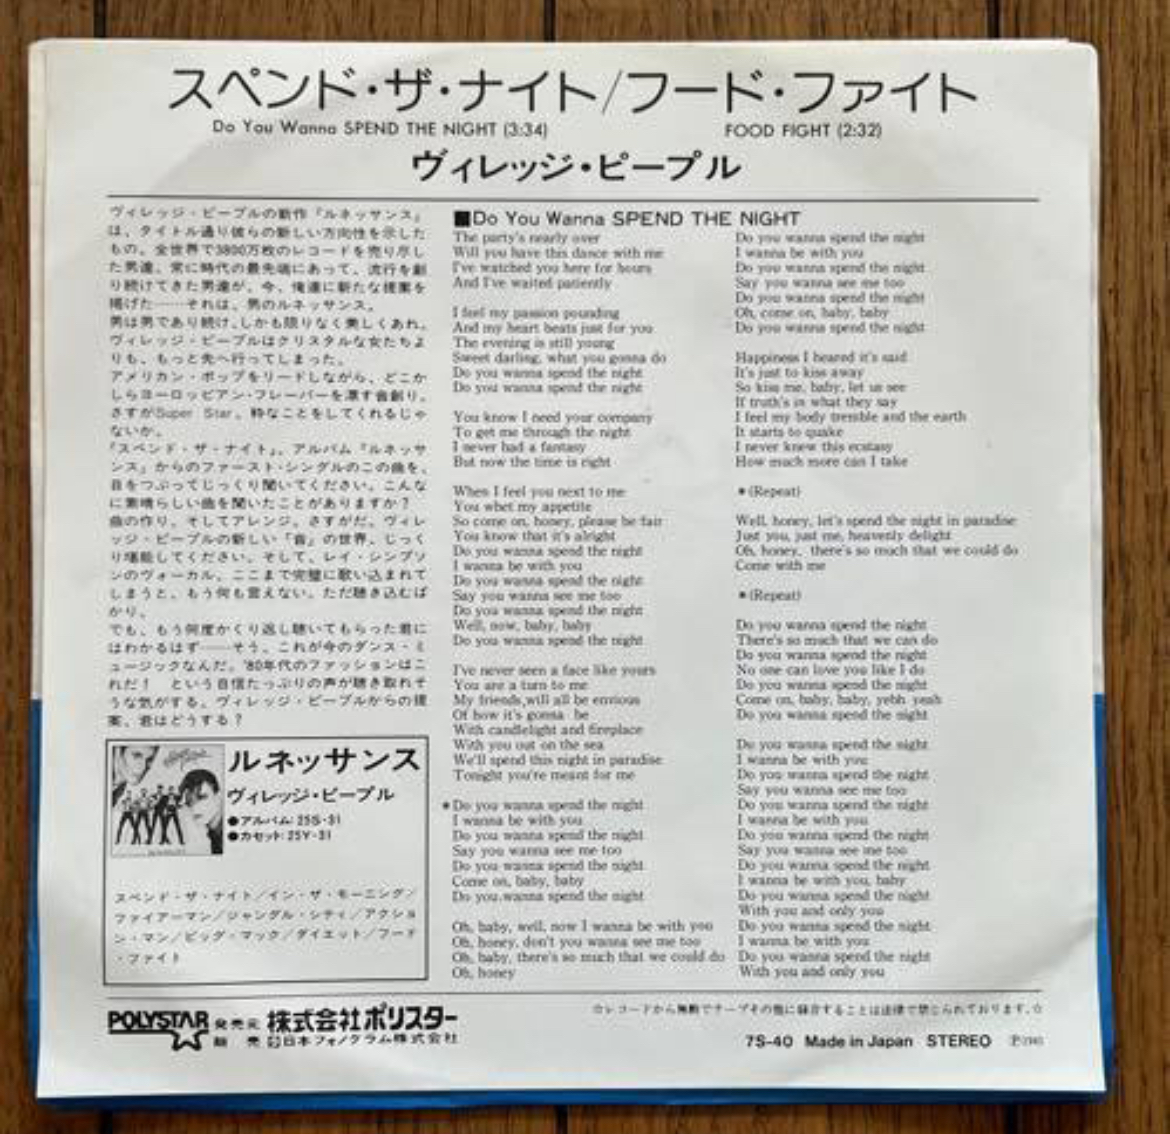 スペンド・ザ・ナイト/フード・ファイト
Do You Wanna SPEND THE NIGHT (3:34)
FOOD FIGHT (2:32)
ヴィレッジ・ピープル
ヴィレッジ・ピープルの新作『ルネッサンス』
は、タイトル通り彼らの新しい方向性を示した
もの。全世界で3800万枚のレコードを売り尽し
た男達。常に時代の最先端にあって、流行を創
り続けてきた男達が、今、俺達に新たな提案を
掲げた……それは、男のルネッサンス。
男は男であり続け、しかも限りなく美しくあれ。
ヴィレッジ・ピープルはクリスタルな女たちよ
りも、もっと先へ行ってしまった。
アメリカン・ポップをリードしながら、どこか
しらヨーロッピアン・フレーバーを漂す音創り。
さすがSuper Star。粋なことをしてくれるじゃ
ないか。
『スペンド・ザ・ナイト』。アルバム『ルネッサ
ンス』からのファースト・シングルのこの曲を、
目をつぶってじっくり聞いてください。こんな
に素晴らしい曲を聞いたことがありますか？
曲の作り、そしてアレンジ。さすがだ。ヴィレ
ッジ・ピープルの新しい「音」の世界、じっく
り堪能してください。そして、レイ・シンプソ
ンのヴォーカル。ここまで完璧に歌い込まれて
しまうと、もう何も言えない。ただ聴き込むば
かり。
でも、もう何度かくり返し聴いてもらった君に
はわかるはず——そう、これが今のダンス・ミ
ュージックなんだ。'80年代のファッションはこ
れだ！ という自信たっぷりの声が聴き取れそ
うな気がする。ヴィレッジ・ピープルからの提
案、君はどうする？
ルネッサンス
ヴィレッジ・ピープル
●アルバム: 25S-31
●カセット: 25Y-31
スペンド・ザ・ナイト/イン・ザ・モーニング/
ファイアーマン/ジャングル・シティ/アクショ
ン・マン/ビッグ・マック/ダイエット/フード
・ファイト
■Do You Wanna SPEND THE NIGHT
The party's nearly over
Will you have this dance with me
I've watched you here for hours
And I've waited patiently
I feel my passion pounding
And my heart beats just for you
The evening is still young
Sweet darling, what you gonna do
Do you wanna spend the night
Do you wanna spend the night
You know I need your company
To get me through the night
I never had a fantasy
But now the time is right
When I feel you next to me
You whet my appetite
So come on, honey, please be fair
You know that it's alright
Do you wanna spend the night
I wanna be with you
Do you wanna spend the night
Say you wanna see me too
Do you wanna spend the night
Well, now, baby, baby
Do you wanna spend the night
I've never seen a face like yours
You are a turn to me
My friends,will all be envious
Of how it's gonna be
With candlelight and fireplace
With you out on the sea
We'll spend this night in paradise
Tonight you're meant for me
*Do you wanna spend the night
I wanna be with you
Do you wanna spend the night
Say you wanna see me too
Do you wanna spend the night
Come on, baby, baby
Do you.wanna spend the night
Oh, baby, well, now I wanna be with you
Oh, honey, don't you wanna see me too
Oh, baby, there's so much that we could do
Oh, honey
Do you wanna spend the night
I wanna be with you
Do you wanna spend the night
Say you wanna see me too
Do you wanna spend the night
Oh, come on, baby, baby
Do you wanna spend the night
Happiness I heared it's said
It's just to kiss away
So kiss me, baby, let us see
If truth's in what they say
I feel my body tremble and the earth
It starts to quake
I never knew this ecstasy
How much more can I take
*(Repeat)
Well, honey, let's spend the night in paradise
Just you, just me, heavenly delight
Oh, honey, there's so much that we could do
Come with me
*(Repeat)
Do you wanna spend the night
There's so much that we can do
Do you wanna spend the night
No one can love you like I do
Do you wanna spend the night
Come on, baby, baby, yehh yeah
Do you wanna spend the night
Do you wanna spend the night
I wanna be with you
Do you wanna spend the night
Say you wanna see me too
Do you wanna spend the night
I wanna be with you
Do you wanna spend the night
Say you wanna see me too
Do you wanna spend the night
I wanna be with you, baby
Do you wanna spend the night
With you and only you
Do you wanna spend the night
I wanna be with you
Do you wanna spend the night
With you and only you
POLYSTAR 発売元 株式会社ポリスター
販 売 日本フォノグラム株式会社
☆レコードから無断でテープその他に録音することは法律で禁じられております。☆
7S-40 Made in Japan STEREO